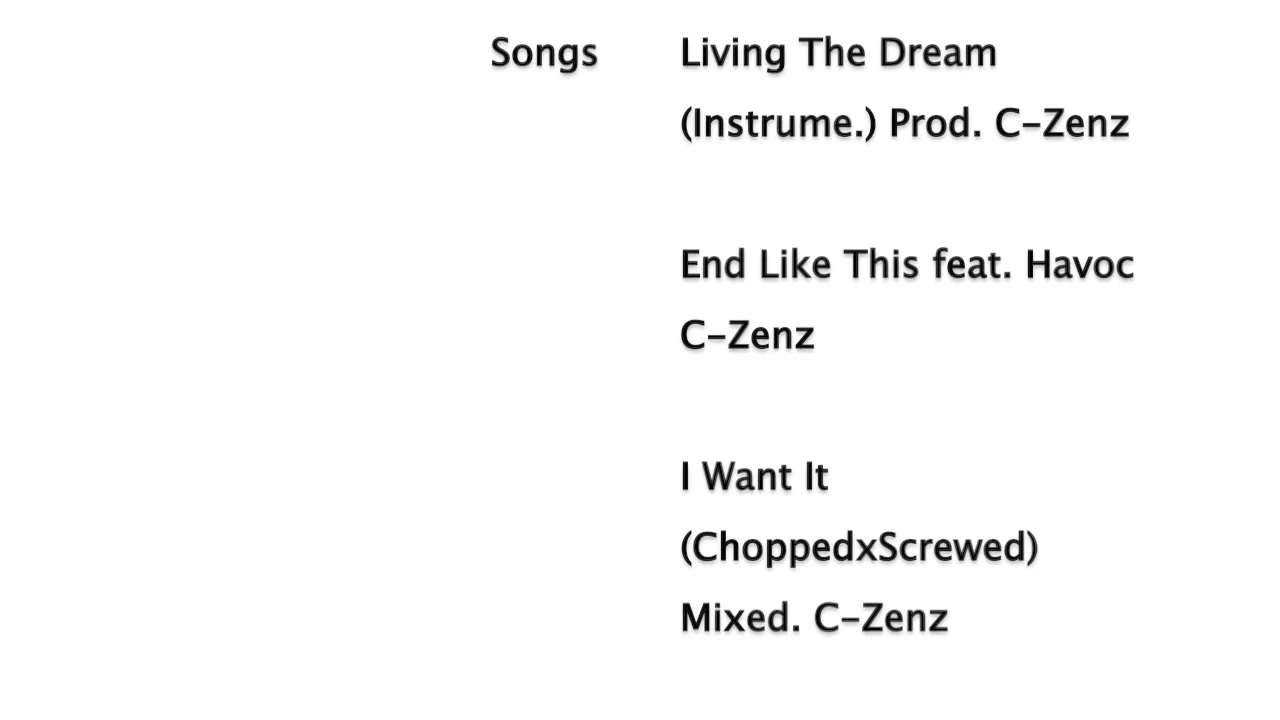 Songs Living The Dream
(Instrume.) Prod. C-Zenz
End Like This feat. Havoc
C-Zenz
I Want It
(ChoppedxScrewed)
Mixed. C-Zenz